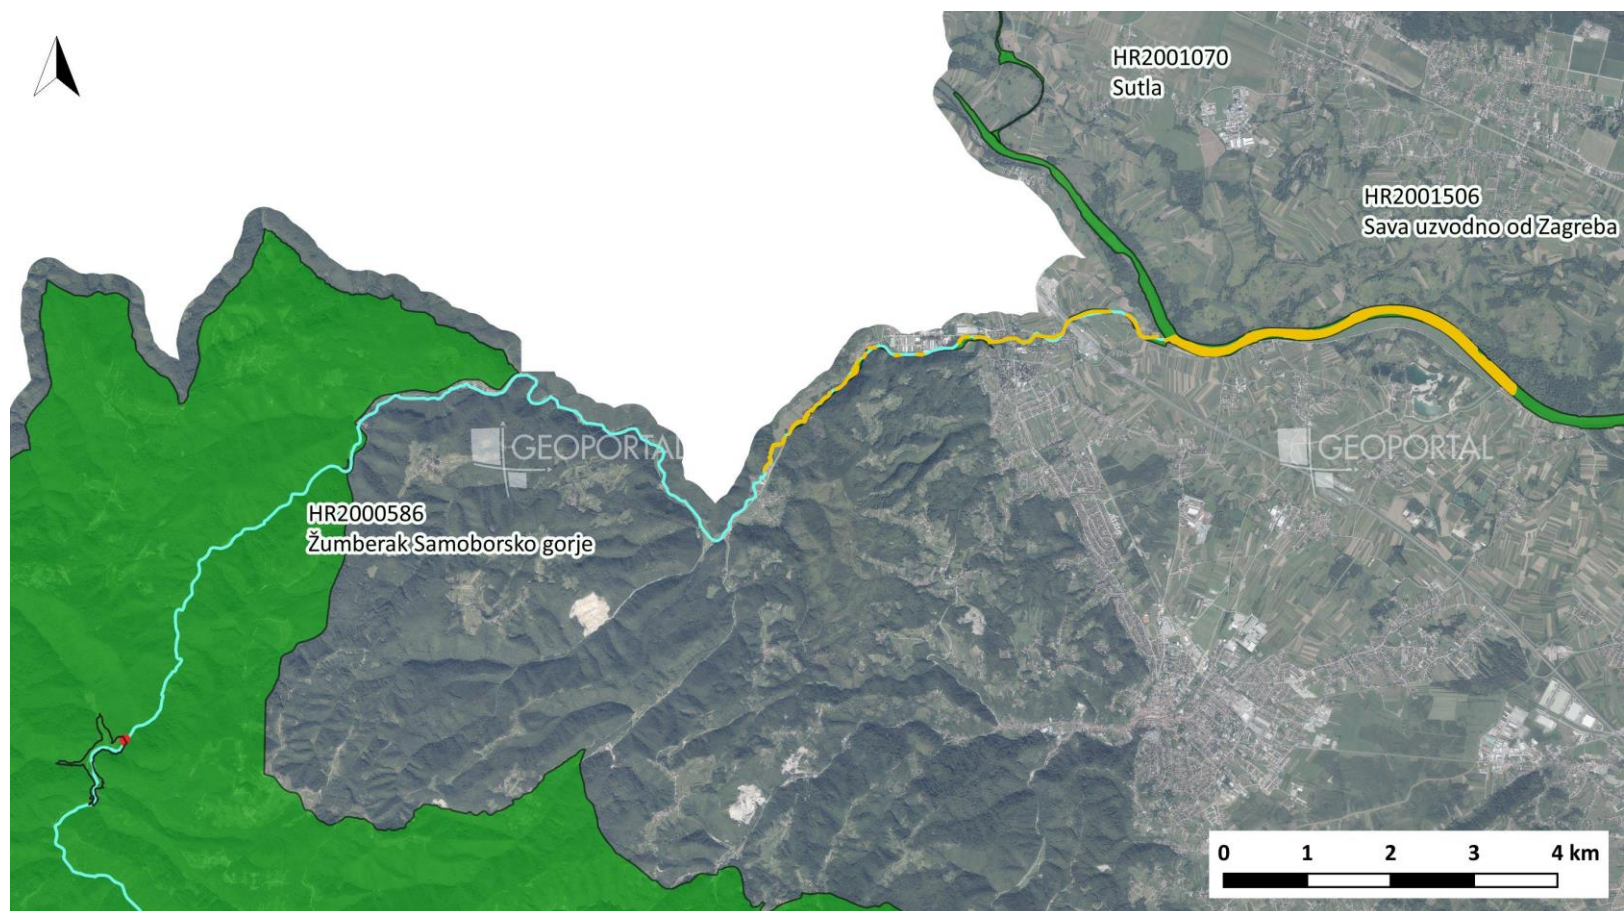 HR2001070
Sutla
HR2001506
Sava uzvodno od Zagreba
GEOPORTAL
GEOPORTAL
HR2000586
Žumberak Samoborsko gorje
0 1 2 3 4 km